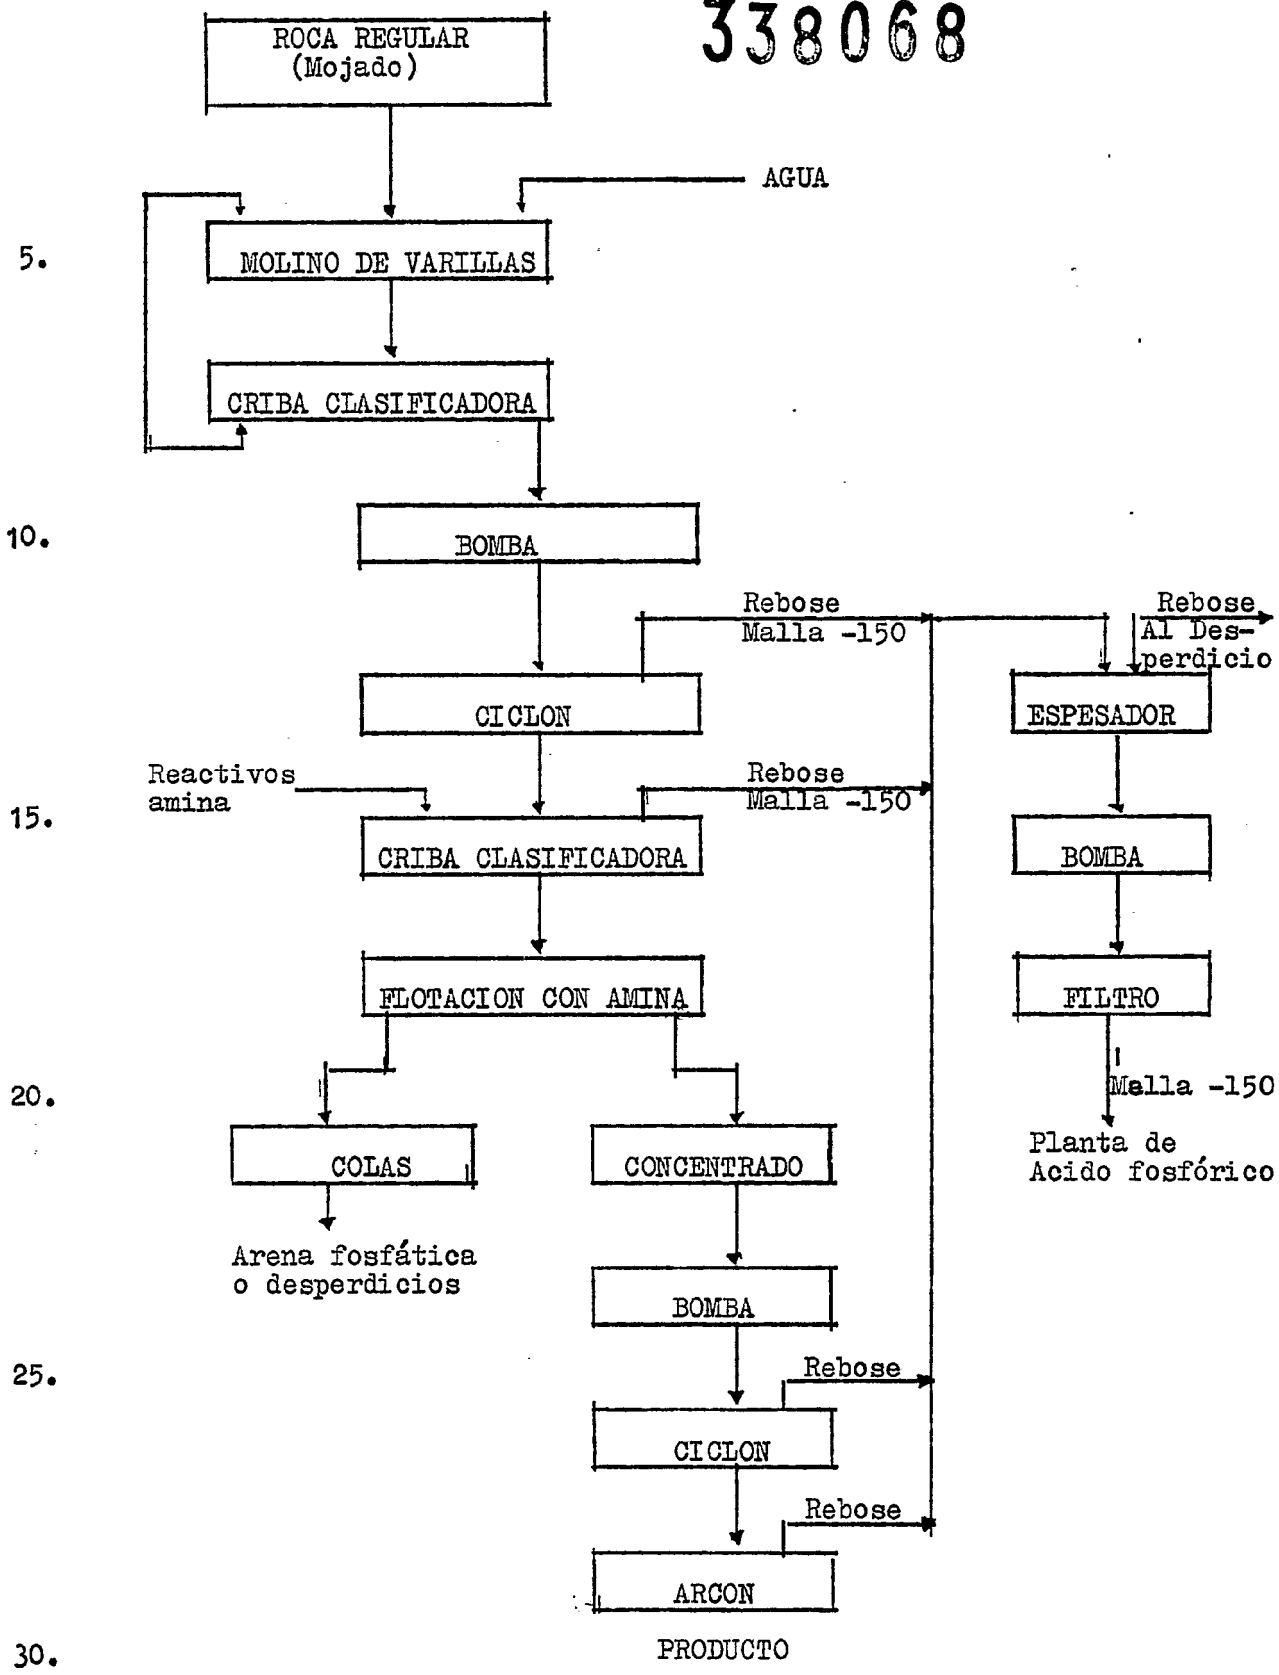 338068
ROCA REGULAR
(Mojado)
AGUA
5.
MOLINO DE VARILLAS
CRIBA CLASIFICADORA
10.
BOMBA
Rebose
Malla -150
Rebose
Al Des-
perdicio
CICLON
ESPESADOR
Reactivos
amina
Rebose
Malla -150
15.
CRIBA CLASIFICADORA
BOMBA
FLOTACION CON AMINA
FILTRO
20.
Malla -150
COLAS
CONCENTRADO
Planta de
Acido fosfórico
Arena fosfática
o desperdicios
BOMBA
25.
Rebose
CICLON
Rebose
ARCON
30.
PRODUCTO